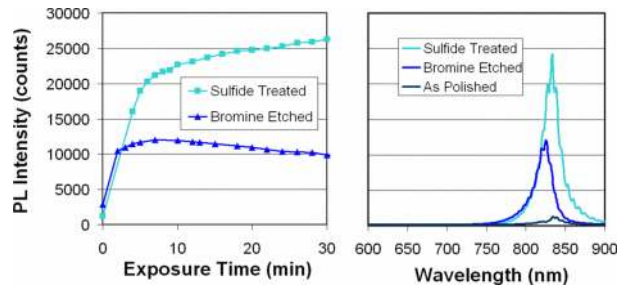 PL Intensity (counts)
30000
25000
20000
15000
10000
5000
0
Sulfide Treated
Bromine Etched
0 10 20 30
Exposure Time (min)
Sulfide Treated
Bromine Etched
As Polished
600 650 700 750 800 850 900
Wavelength (nm)